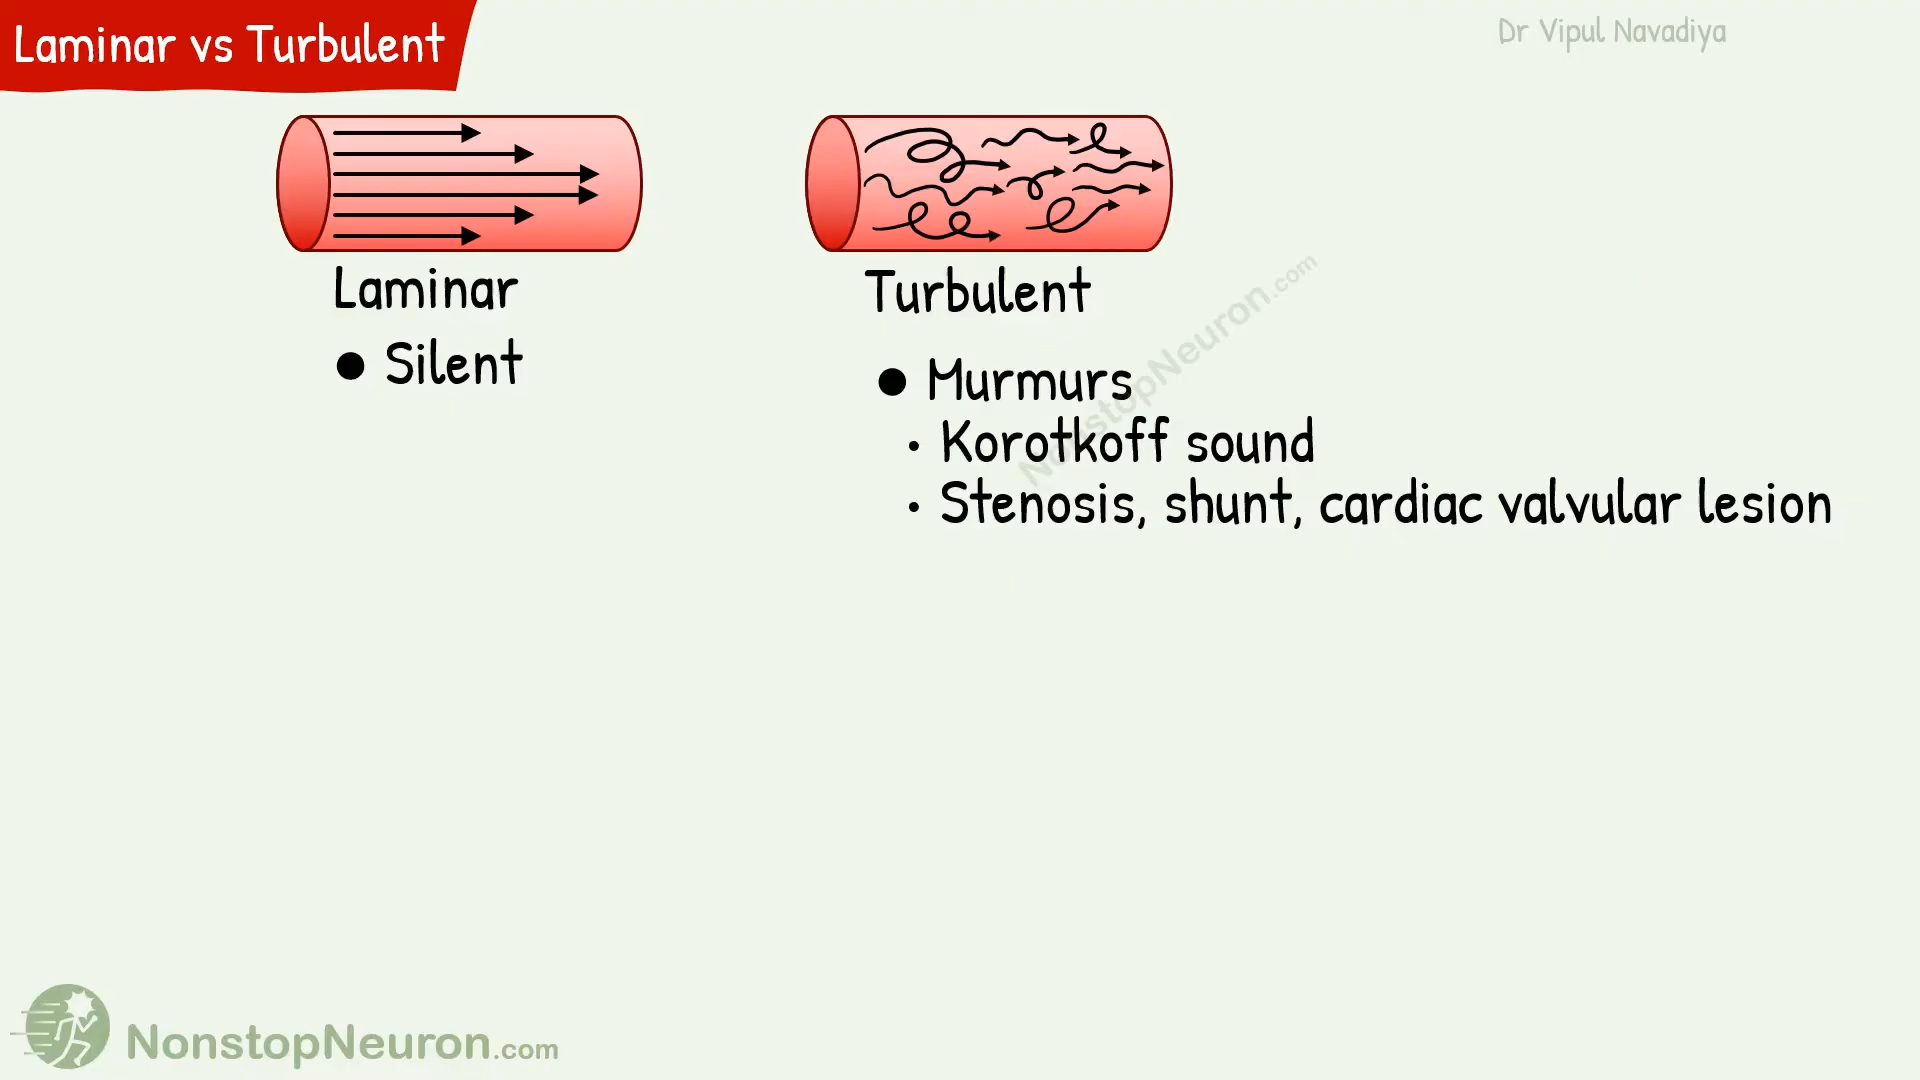 Laminar vs Turbulent
Dr Vipul Navadiya
Laminar
● Silent
Turbulent
● Murmurs
• Korotkoff sound
• Stenosis, shunt, cardiac valvular lesion
NonstopNeuron.com
NonstopNeuron.com